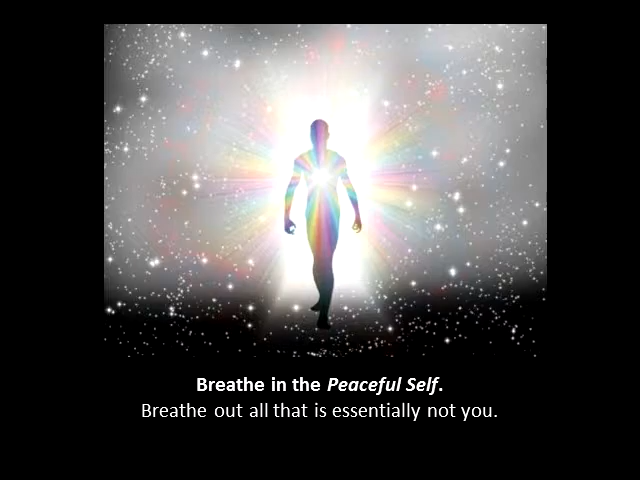 Breathe in the Peaceful Self.
Breathe out all that is essentially not you.